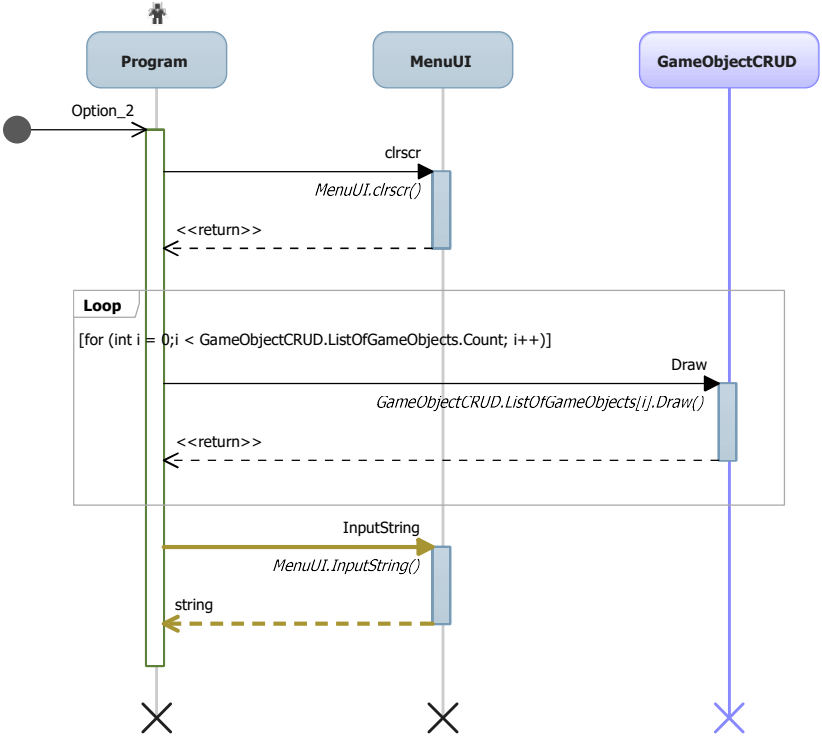 Program
MenuUI
GameObjectCRUD
Option_2
clrscr
MenuUI.clrscr()
<<return>>
Loop
[for (int i = 0;i < GameObjectCRUD.ListOfGameObjects.Count; i++)]
Draw
GameObjectCRUD.ListOfGameObjects[i].Draw()
<<return>>
InputString
MenuUI.InputString()
string